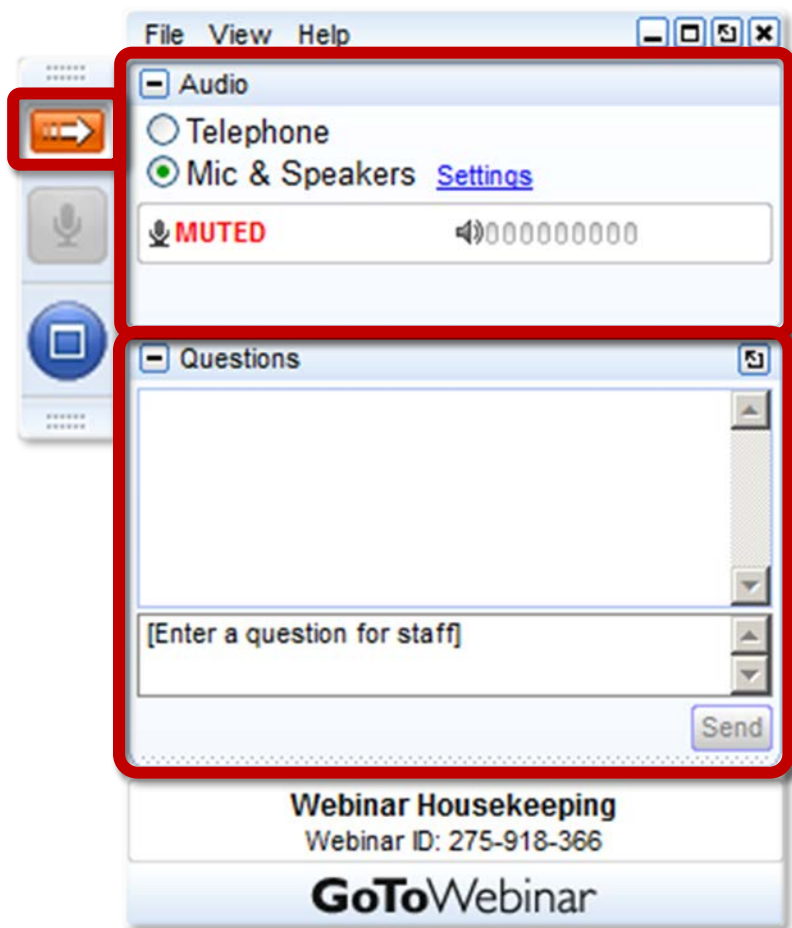 File View Help
Audio
Telephone
Mic & Speakers Settings
MUTED 000000000
Questions
[Enter a question for staff]
Send
Webinar Housekeeping
Webinar ID: 275-918-366
GoToWebinar